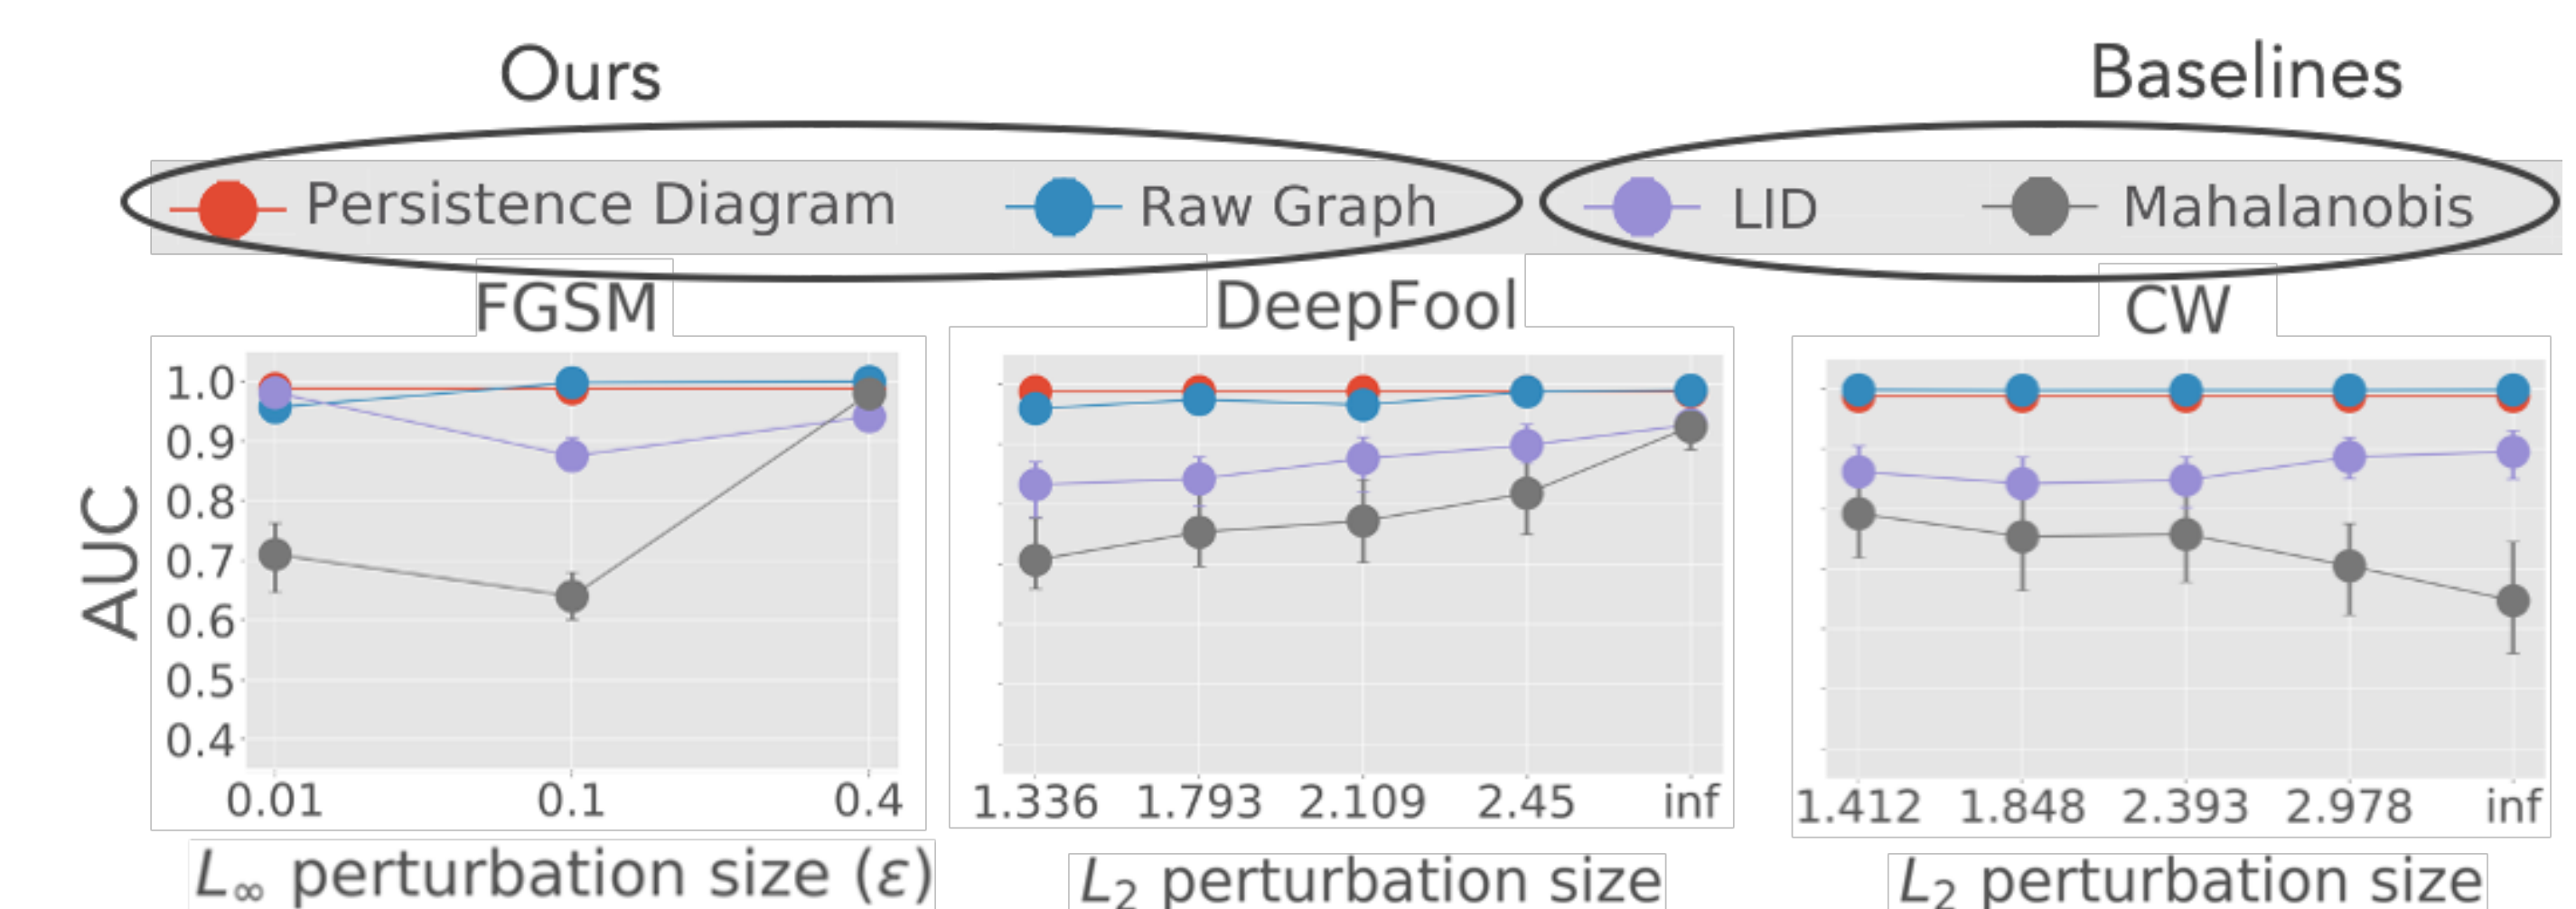 Ours Baselines
Persistence Diagram Raw Graph LID Mahalanobis
FGSM DeepFool CW
AUC
1.0
0.9
0.8
0.7
0.6
0.5
0.4
0.01 0.1 0.4
1.336 1.793 2.109 2.45 inf
1.412 1.848 2.393 2.978 inf
L∞ perturbation size (ε)
L₂ perturbation size
L₂ perturbation size